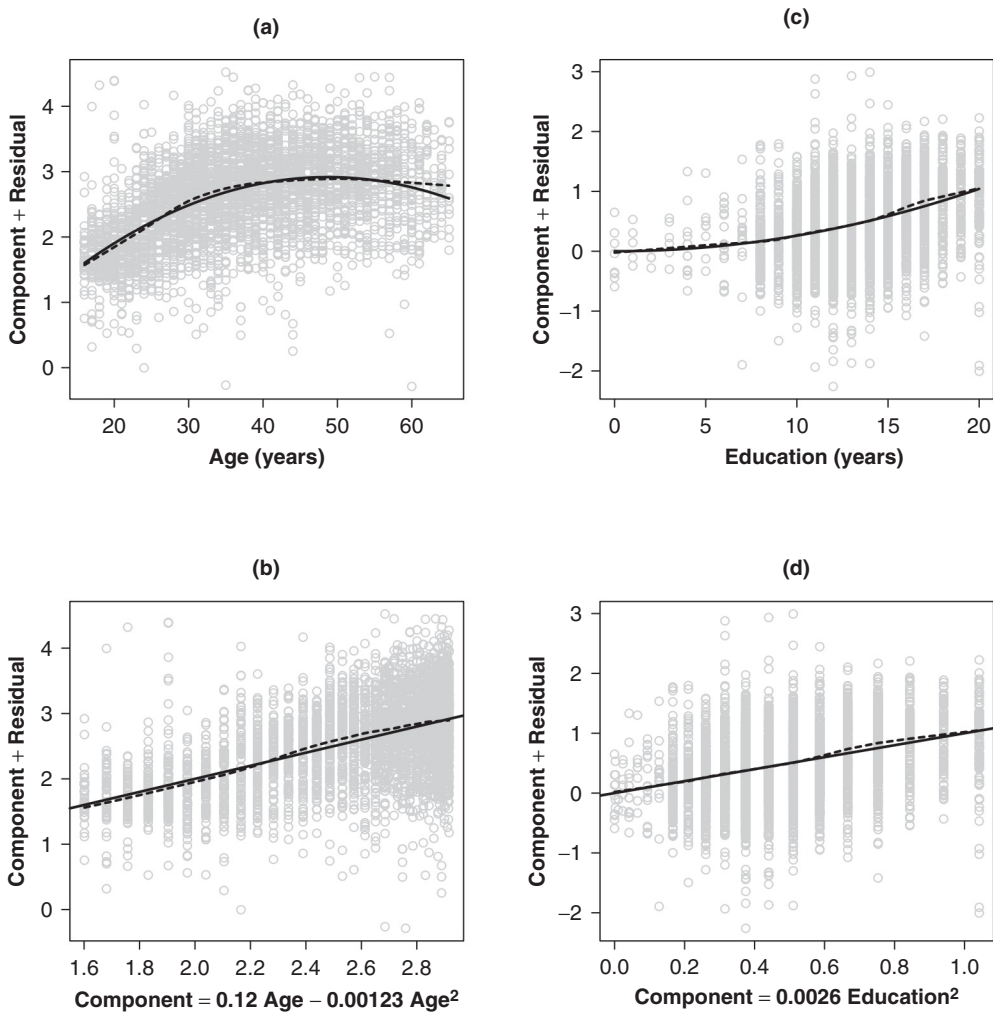 (a)
4
3
2
1
0
Component + Residual
20 30 40 50 60
Age (years)
(c)
3
2
1
0
−1
−2
Component + Residual
0 5 10 15 20
Education (years)
(b)
4
3
2
1
0
Component + Residual
1.6 1.8 2.0 2.2 2.4 2.6 2.8
Component = 0.12 Age − 0.00123 Age²
(d)
3
2
1
0
−1
−2
Component + Residual
0.0 0.2 0.4 0.6 0.8 1.0
Component = 0.0026 Education²